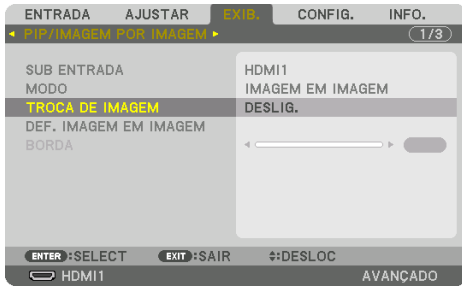 ENTRADA AJUSTAR EXIB. CONFIG. INFO.
PIP/IMAGEM POR IMAGEM 1/3
SUB ENTRADA HDMI1
MODO IMAGEM EM IMAGEM
TROCA DE IMAGEM DESLIG.
DEF. IMAGEM EM IMAGEM
BORDA
ENTER :SELECT EXIT :SAIR :DESLOC
HDMI1 AVANÇADO